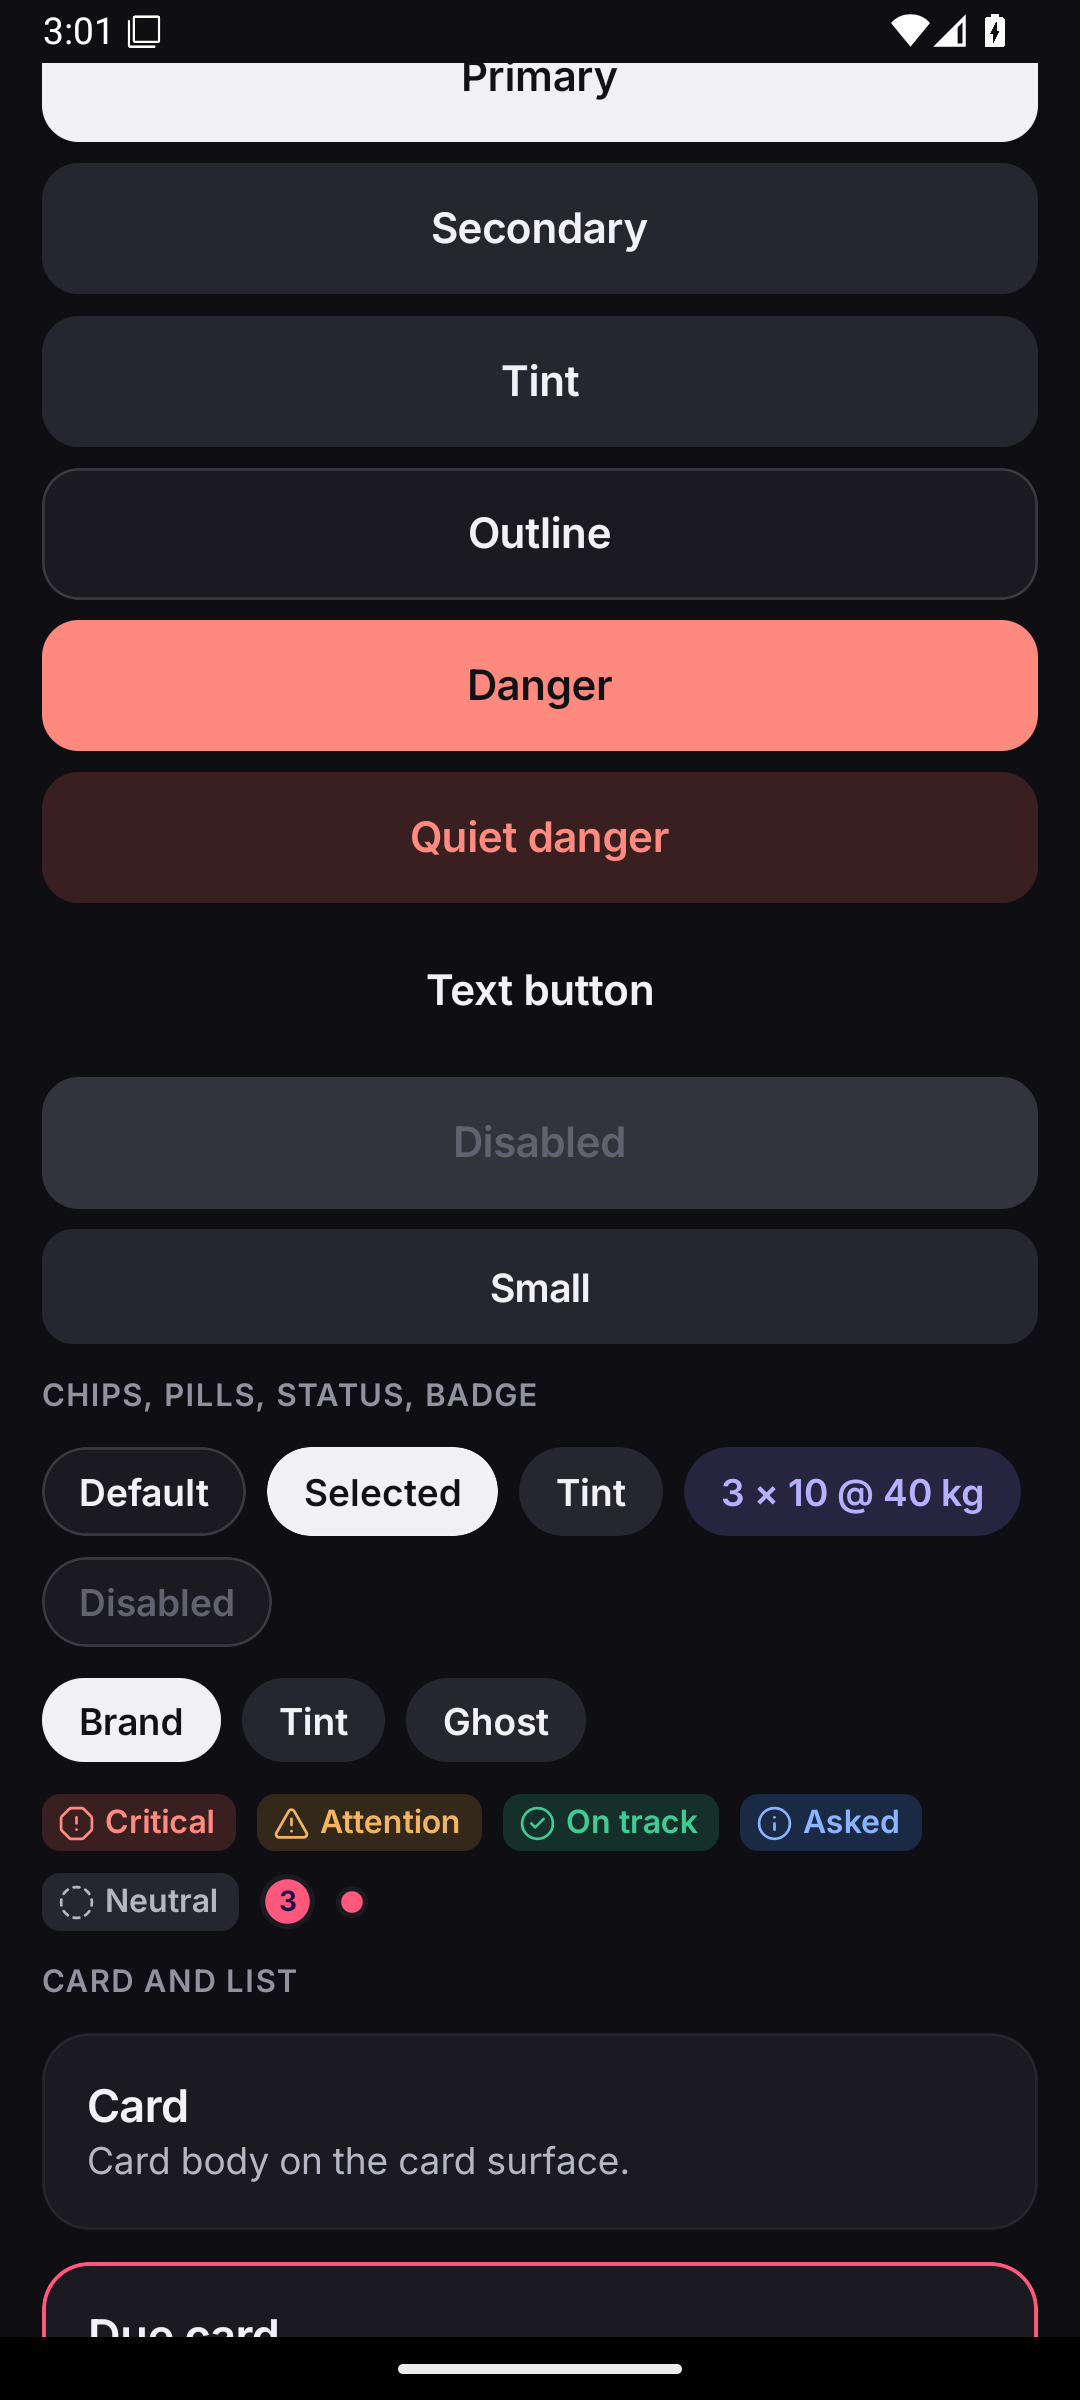 3:01
Primary
Secondary
Tint
Outline
Danger
Quiet danger
Text button
Disabled
Small
CHIPS, PILLS, STATUS, BADGE
Default Selected Tint 3 × 10 @ 40 kg
Disabled
Brand Tint Ghost
Critical Attention On track Asked
Neutral 3
CARD AND LIST
Card
Card body on the card surface.
Duo card